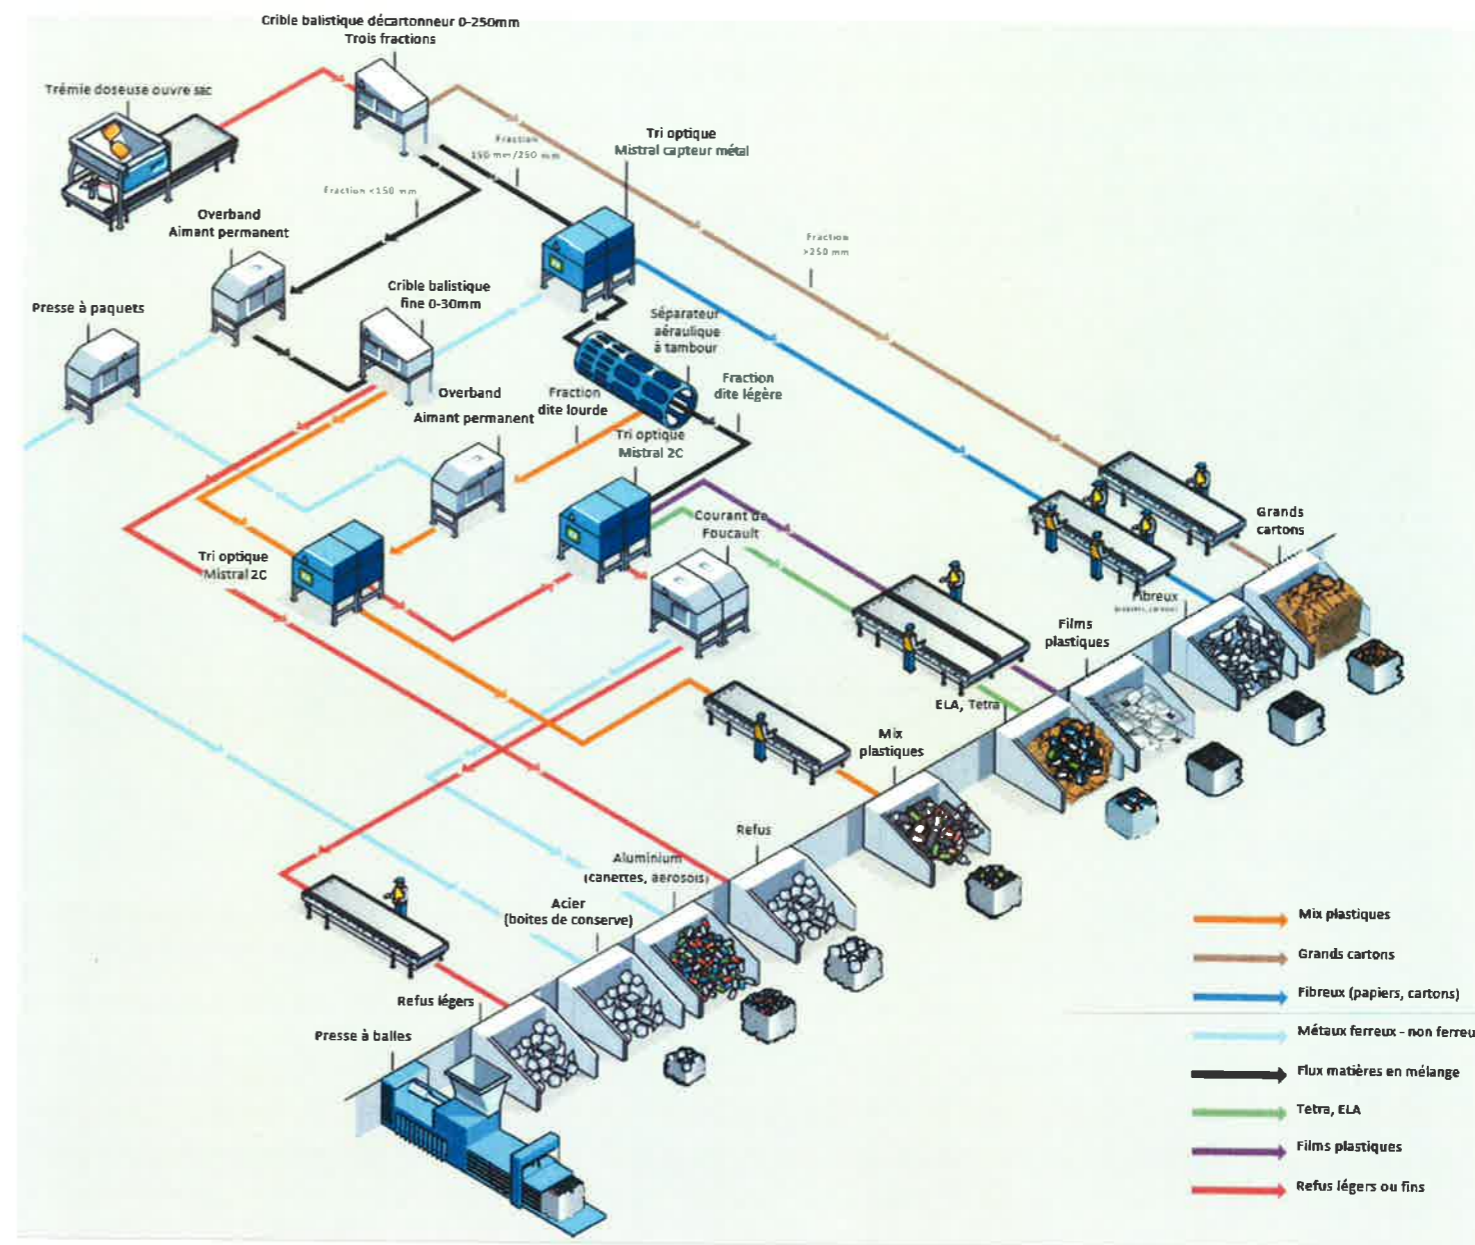 Crible balistique décartonneur 0-250mm
Trois fractions
Trémie doseuse ouvre sac
Fraction
150 mm/250 mm
Tri optique
Mistral capteur métal
Fraction <150 mm
Overband
Aimant permanent
Fraction
>250 mm
Crible balistique
fine 0-30mm
Presse à paquets
Séparateur
aéraulique
à tambour
Fraction
dite légère
Overband
Aimant permanent
Fraction
dite lourde
Tri optique
Mistral 2C
Courant de
Foucault
Grands
cartons
Tri optique
Mistral 2C
Fibreux
Films
plastiques
ELA, Tetra
Mix
plastiques
Refus
Aluminium
(canettes, aérosols)
Acier
(boites de conserve)
Refus légers
Presse à balles
Mix plastiques
Grands cartons
Fibreux (papiers, cartons)
Métaux ferreux - non ferreu
Flux matières en mélange
Tetra, ELA
Films plastiques
Refus légers ou fins